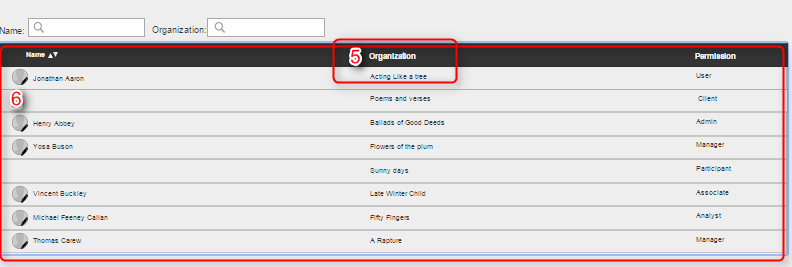 Name: Organization:
5
Name ▲▼ Organization Permission
Jonathan Aaron Acting Like a tree User
6
Poems and verses Client
Henry Abbey Ballads of Good Deeds Admin
Yosa Buson Flowers of the plum Manager
Sunny days Participant
Vincent Buckley Late Winter Child Associate
Michael Feeney Callan Fifty Fingers Analyst
Thomas Carew A Rapture Manager